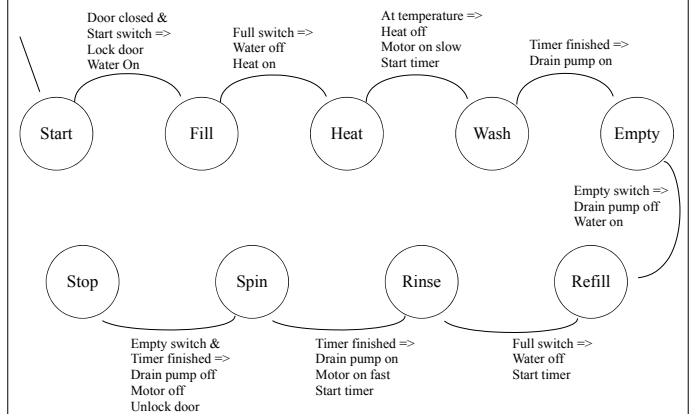 Door closed &
Start switch =>
Lock door
Water On
Full switch =>
Water off
Heat on
At temperature =>
Heat off
Motor on slow
Start timer
Timer finished =>
Drain pump on
Start
Fill
Heat
Wash
Empty
Empty switch =>
Drain pump off
Water on
Stop
Spin
Rinse
Refill
Empty switch &
Timer finished =>
Drain pump off
Motor off
Unlock door
Timer finished =>
Drain pump on
Motor on fast
Start timer
Full switch =>
Water off
Start timer